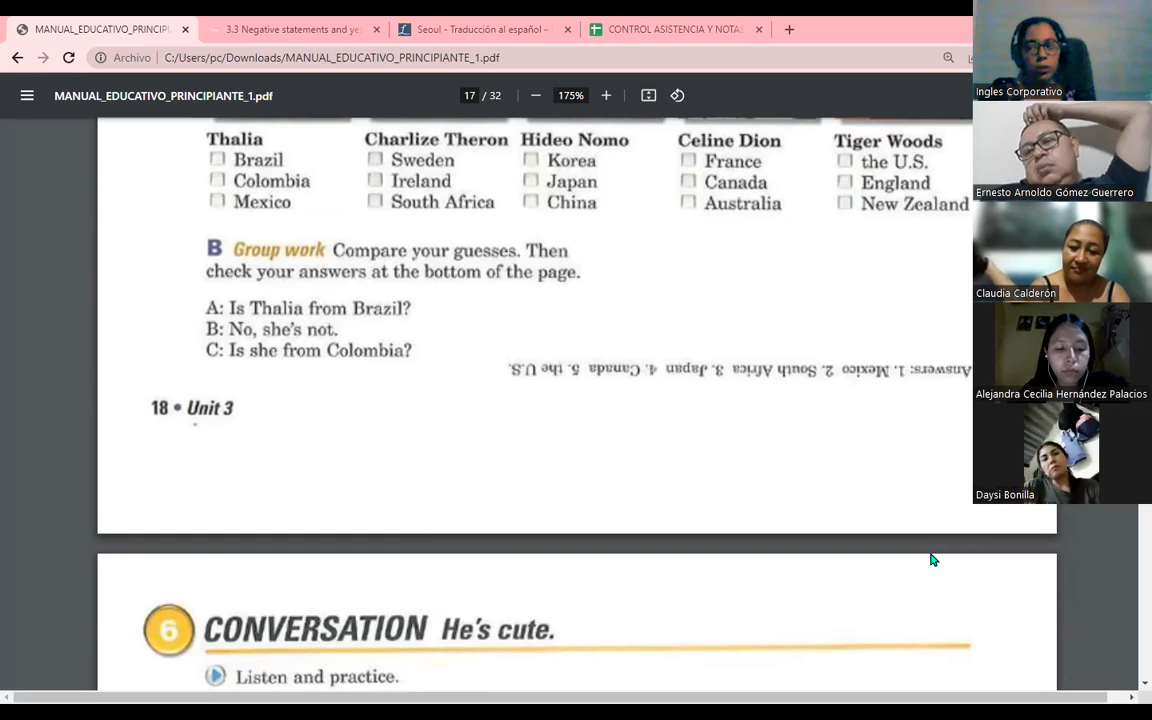 MANUAL_EDUCATIVO_PRINCIPI
3.3 Negative statements and ye
Seoul - Traducción al español –
CONTROL ASISTENCIA Y NOTAS
Archivo C:/Users/pc/Downloads/MANUAL_EDUCATIVO_PRINCIPIANTE_1.pdf
MANUAL_EDUCATIVO_PRINCIPIANTE_1.pdf
17 / 32
175%
Thalia
Brazil
Colombia
Mexico
Charlize Theron
Sweden
Ireland
South Africa
Hideo Nomo
Korea
Japan
China
Celine Dion
France
Canada
Australia
Tiger Woods
the U.S.
England
New Zealand
B Group work Compare your guesses. Then
check your answers at the bottom of the page.
A: Is Thalia from Brazil?
B: No, she's not.
C: Is she from Colombia?
Answers: 1. Mexico 2. South Africa 3. Japan 4. Canada 5. the U.S.
18 • Unit 3
6 CONVERSATION He's cute.
Listen and practice.
Ingles Corporativo
Ernesto Arnoldo Gómez Guerrero
Claudia Calderón
Alejandra Cecilia Hernández Palacios
Daysi Bonilla